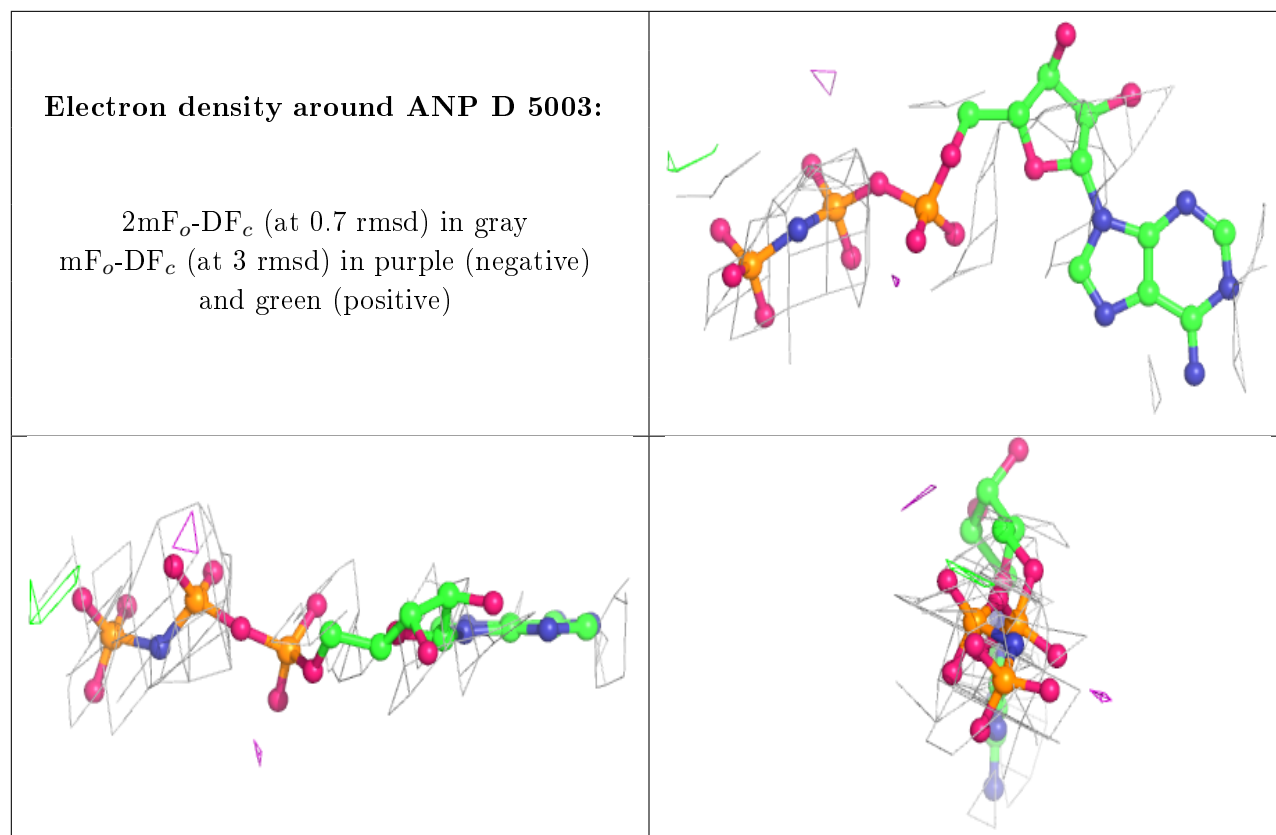 Electron density around ANP D 5003:
2mFₒ-DF𝒸 (at 0.7 rmsd) in gray
mFₒ-DF𝒸 (at 3 rmsd) in purple (negative)
and green (positive)